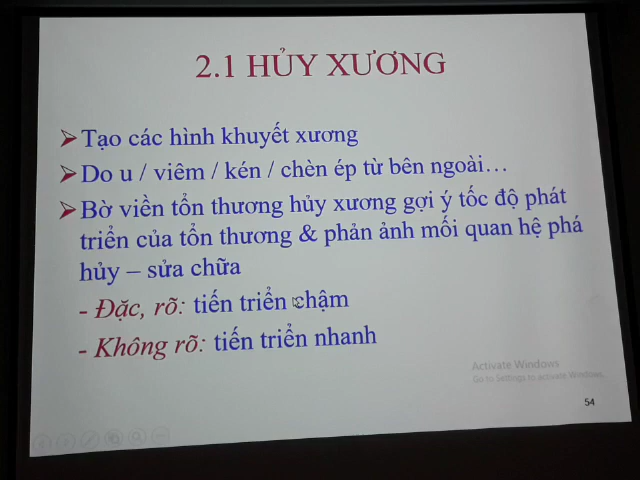 2.1 HỦY XƯƠNG
➢Tạo các hình khuyết xương
➢Do u / viêm / kén / chèn ép từ bên ngoài…
➢Bờ viền tổn thương hủy xương gợi ý tốc độ phát
triển của tổn thương & phản ảnh mối quan hệ phá
hủy – sửa chữa
- Đặc, rõ: tiến triển chậm
- Không rõ: tiến triển nhanh
Activate Windows
Go to Settings to activate Windows.
54